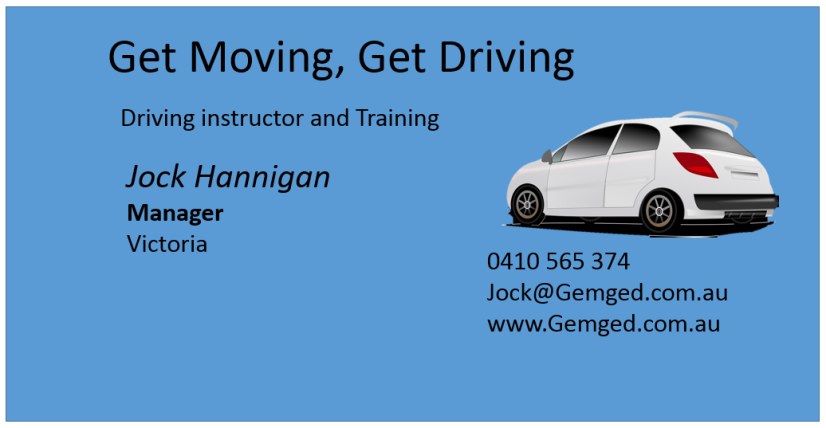 Get Moving, Get Driving
Driving instructor and Training
Jock Hannigan
Manager
Victoria
0410 565 374
Jock@Gemged.com.au
www.Gemged.com.au